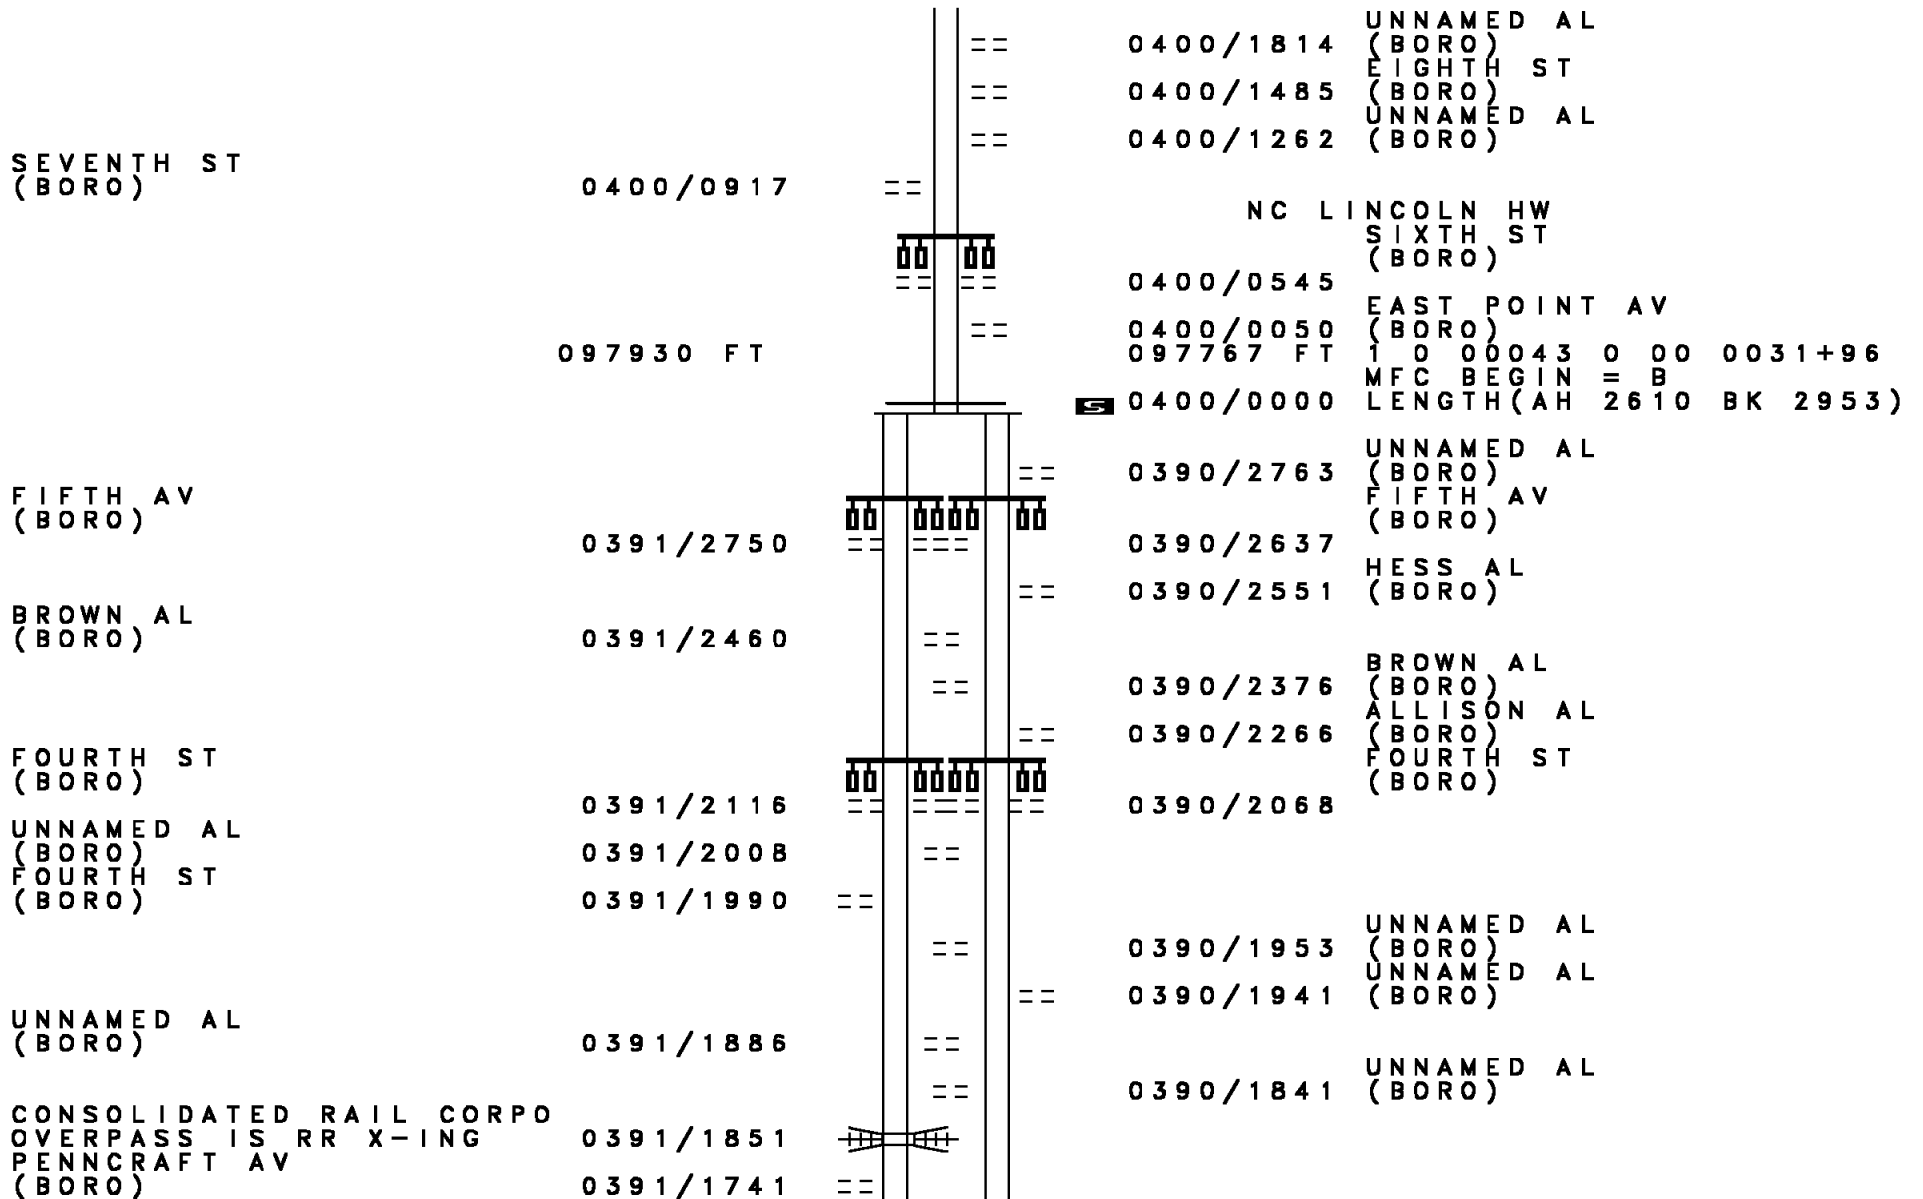 UNNAMED AL
0400/1814 (BORO)
EIGHTH ST
0400/1485 (BORO)
UNNAMED AL
0400/1262 (BORO)
SEVENTH ST
(BORO) 0400/0917
NC LINCOLN HW
SIXTH ST
(BORO)
0400/0545
EAST POINT AV
0400/0050 (BORO)
097930 FT 097767 FT 1 0 00043 0 00 0031+96
MFC BEGIN = B
S 0400/0000 LENGTH(AH 2610 BK 2953)
UNNAMED AL
0390/2763 (BORO)
FIFTH AV FIFTH AV
(BORO) (BORO)
0391/2750 0390/2637
HESS AL
0390/2551 (BORO)
BROWN AL
(BORO) 0391/2460
BROWN AL
0390/2376 (BORO)
ALLISON AL
0390/2266 (BORO)
FOURTH ST FOURTH ST
(BORO) (BORO)
0391/2116 0390/2068
UNNAMED AL
(BORO) 0391/2008
FOURTH ST
(BORO) 0391/1990
UNNAMED AL
0390/1953 (BORO)
UNNAMED AL
0390/1941 (BORO)
UNNAMED AL
(BORO) 0391/1886
UNNAMED AL
0390/1841 (BORO)
CONSOLIDATED RAIL CORPO
OVERPASS IS RR X-ING 0391/1851
PENNCRAFT AV
(BORO) 0391/1741